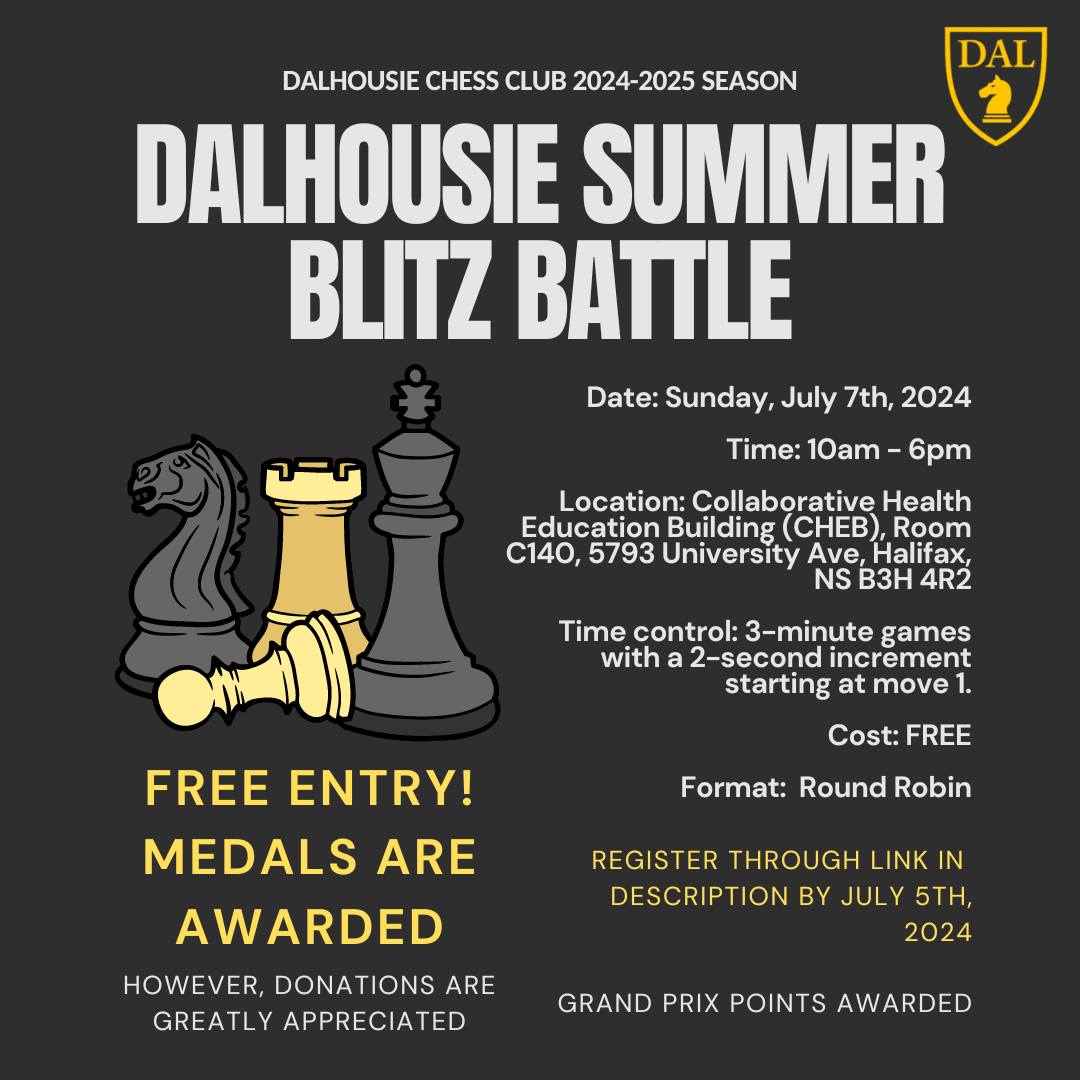 DAL
DALHOUSIE CHESS CLUB 2024-2025 SEASON
DALHOUSIE SUMMER
BLITZ BATTLE
Date: Sunday, July 7th, 2024
Time: 10am - 6pm
Location: Collaborative Health
Education Building (CHEB), Room
C140, 5793 University Ave, Halifax,
NS B3H 4R2
Time control: 3-minute games
with a 2-second increment
starting at move 1.
Cost: FREE
Format: Round Robin
FREE ENTRY!
MEDALS ARE
AWARDED
HOWEVER, DONATIONS ARE
GREATLY APPRECIATED
REGISTER THROUGH LINK IN
DESCRIPTION BY JULY 5TH,
2024
GRAND PRIX POINTS AWARDED